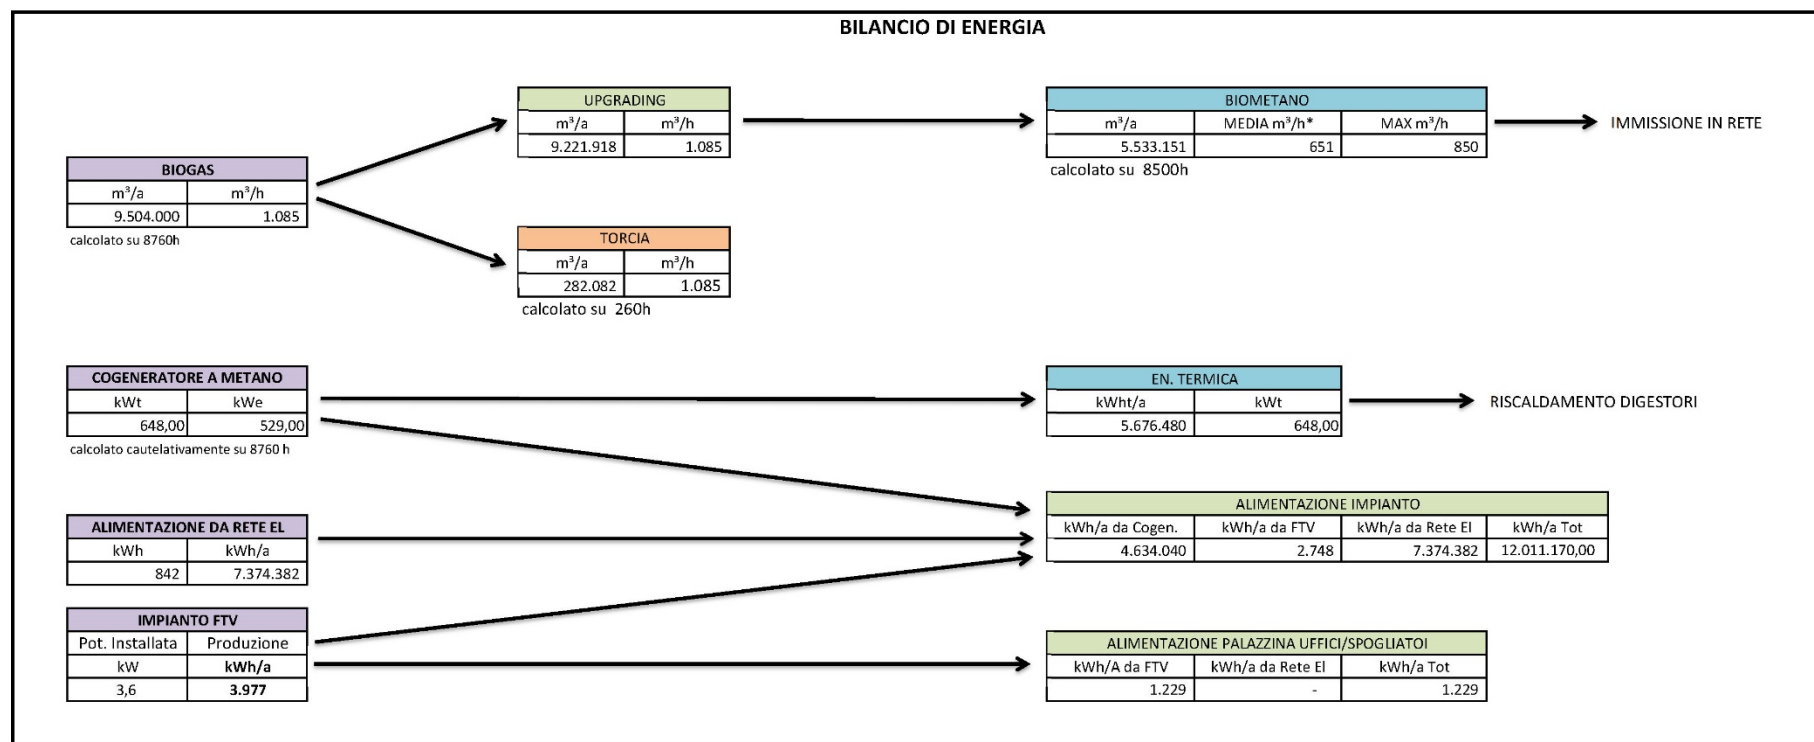 BILANCIO DI ENERGIA
UPGRADING
m³/a m³/h
9.221.918 1.085
BIOMETANO
m³/a MEDIA m³/h* MAX m³/h
5.533.151 651 850
calcolato su 8500h
IMMISSIONE IN RETE
BIOGAS
m³/a m³/h
9.504.000 1.085
calcolato su 8760h
TORCIA
m³/a m³/h
282.082 1.085
calcolato su 260h
COGENERATORE A METANO
kWt kWe
648,00 529,00
calcolato cautelativamente su 8760 h
EN. TERMICA
kWht/a kWt
5.676.480 648,00
RISCALDAMENTO DIGESTORI
ALIMENTAZIONE IMPIANTO
kWh/a da Cogen. kWh/a da FTV kWh/a da Rete El kWh/a Tot
4.634.040 2.748 7.374.382 12.011.170,00
ALIMENTAZIONE DA RETE EL
kWh kWh/a
842 7.374.382
IMPIANTO FTV
Pot. Installata Produzione
kW kWh/a
3,6 3.977
ALIMENTAZIONE PALAZZINA UFFICI/SPOGLIATOI
kWh/A da FTV kWh/a da Rete El kWh/a Tot
1.229 - 1.229